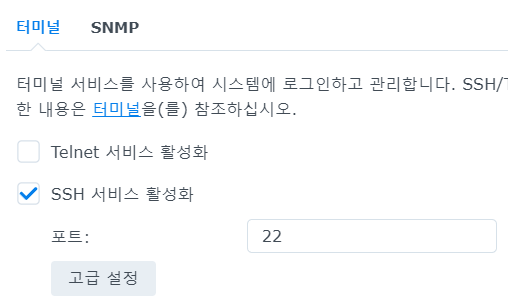 터미널 SNMP
터미널 서비스를 사용하여 시스템에 로그인하고 관리합니다. SSH/T
한 내용은 터미널을(를) 참조하십시오.
Telnet 서비스 활성화
SSH 서비스 활성화
포트: 22
고급 설정